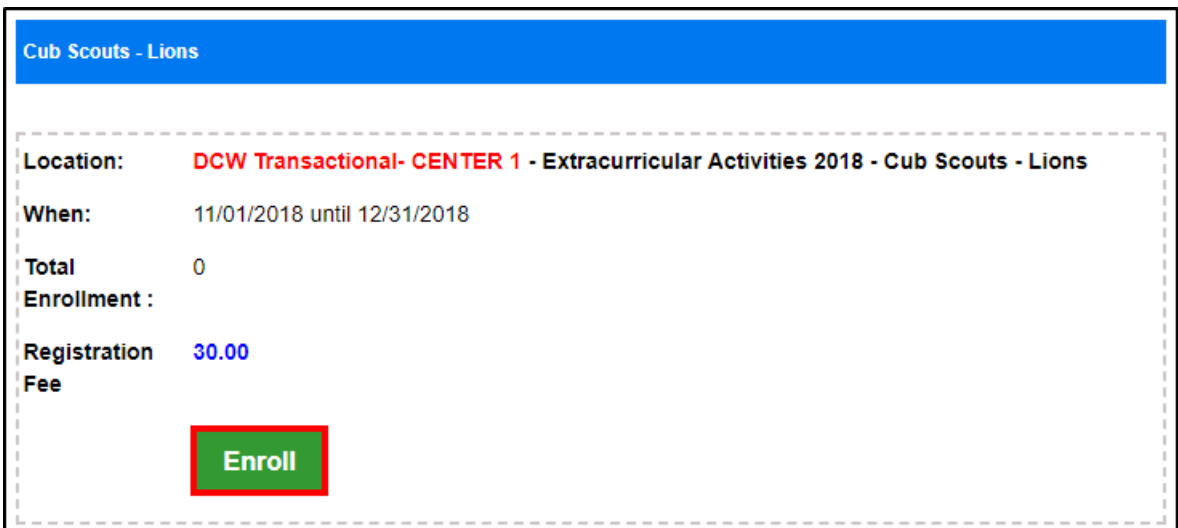 Cub Scouts - Lions
Location: DCW Transactional- CENTER 1 - Extracurricular Activities 2018 - Cub Scouts - Lions
When: 11/01/2018 until 12/31/2018
Total 0
Enrollment :
Registration 30.00
Fee
Enroll